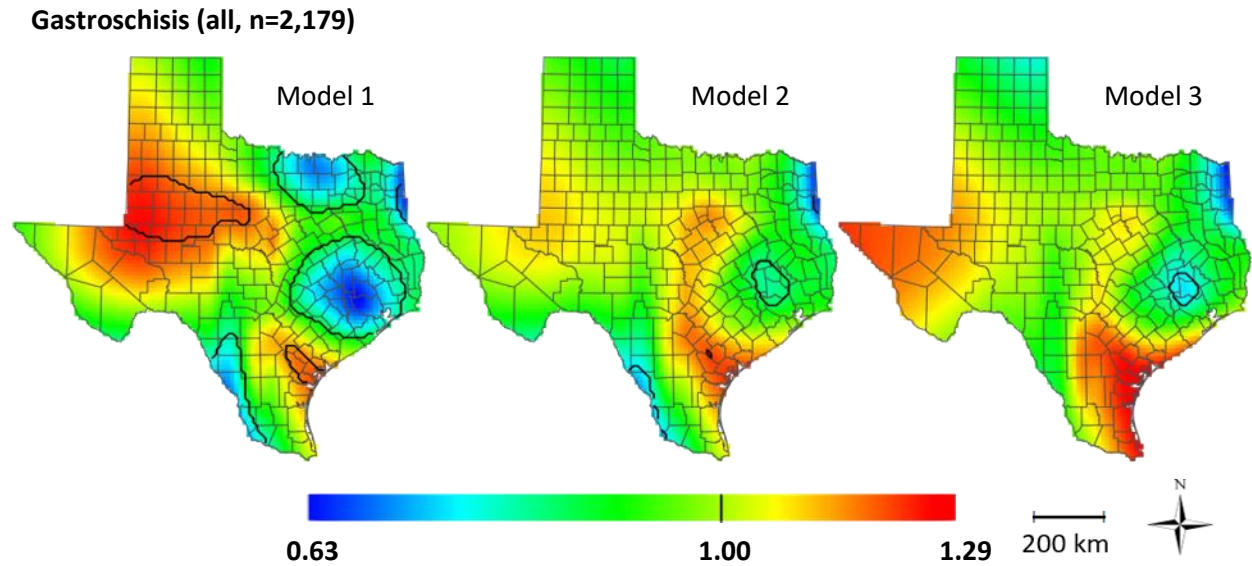 Gastroschisis (all, n=2,179)
Model 1
Model 2
Model 3
0.63
1.00
1.29
200 km
N